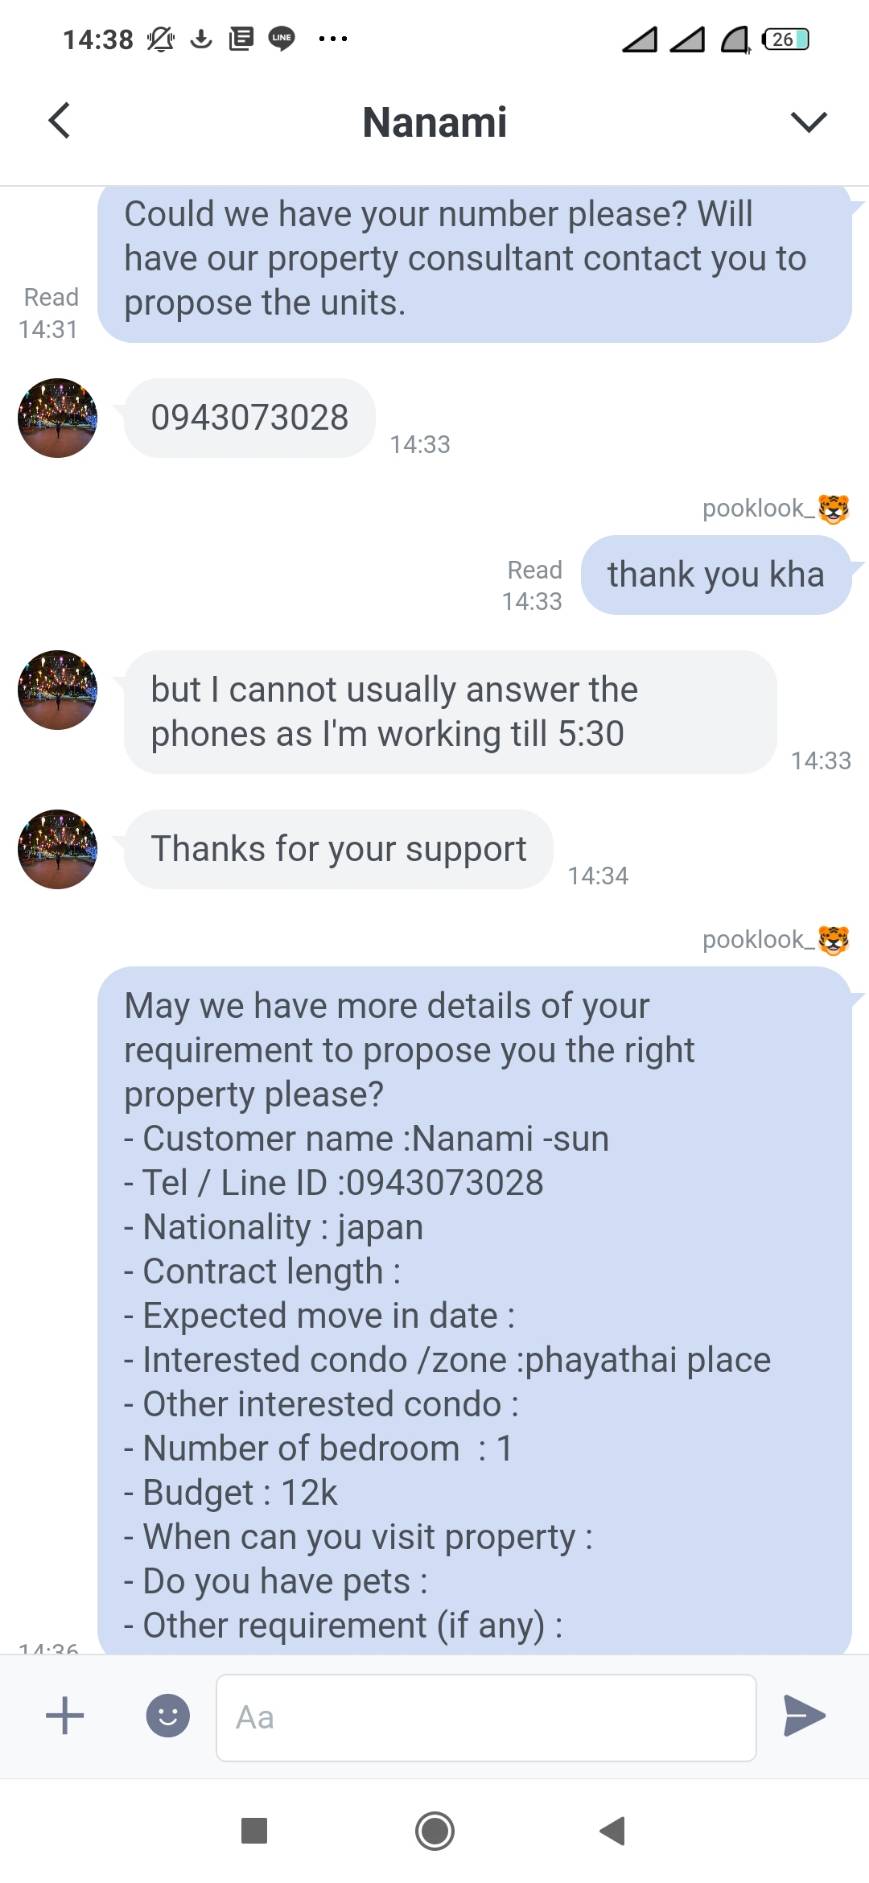 14:38
LINE
26
Nanami
Could we have your number please? Will
have our property consultant contact you to
propose the units.
Read
14:31
0943073028
14:33
pooklook_🐯
thank you kha
Read
14:33
but I cannot usually answer the
phones as I'm working till 5:30
14:33
Thanks for your support
14:34
pooklook_🐯
May we have more details of your
requirement to propose you the right
property please?
- Customer name :Nanami -sun
- Tel / Line ID :0943073028
- Nationality : japan
- Contract length :
- Expected move in date :
- Interested condo /zone :phayathai place
- Other interested condo :
- Number of bedroom  : 1
- Budget : 12k
- When can you visit property :
- Do you have pets :
- Other requirement (if any) :
14:36
Aa